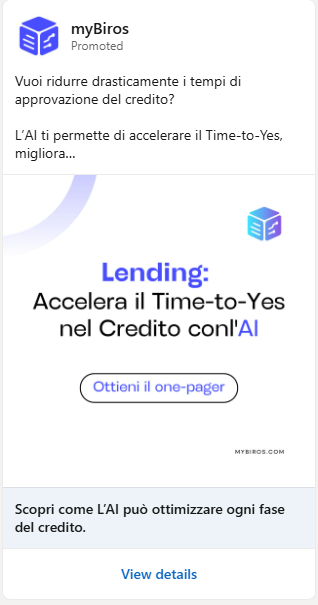 myBiros
Promoted
Vuoi ridurre drasticamente i tempi di
approvazione del credito?
L'AI ti permette di accelerare il Time-to-Yes,
migliora...
Lending:
Accelera il Time-to-Yes
nel Credito conl'AI
Ottieni il one-pager
MYBIROS.COM
Scopri come L'AI può ottimizzare ogni fase
del credito.
View details